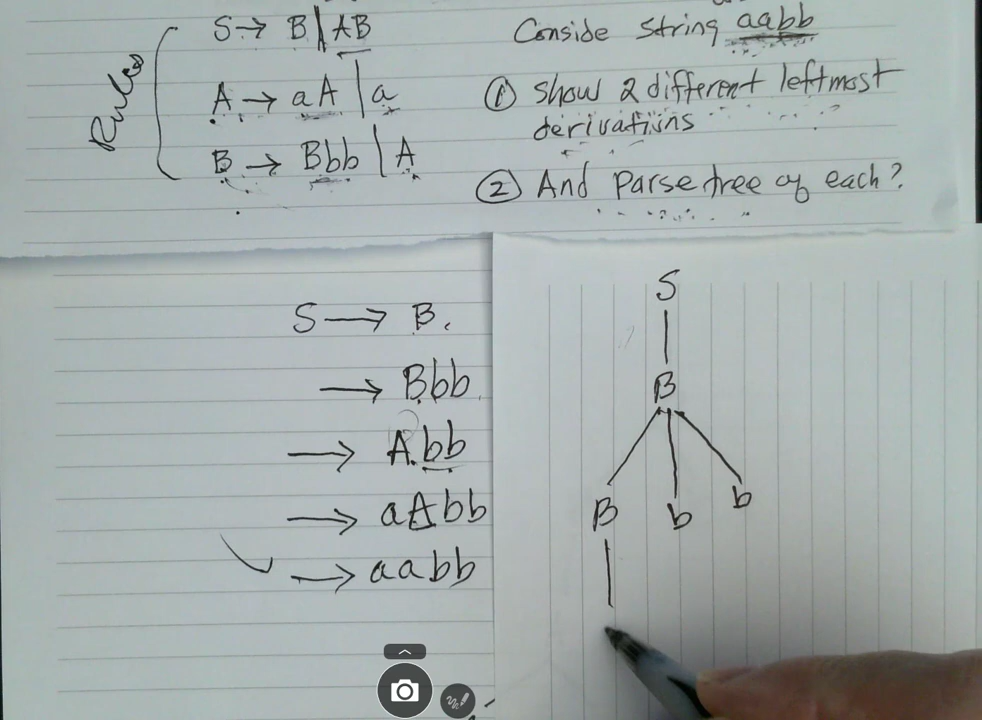 Rules
S → B | AB
A → aA | a
B → Bbb | A
Conside string aabb
① show 2 different leftmost
derivations
② And Parse tree of each?
S → B.
→ Bbb
→ A.bb
→ aAbb
→ aabb
S
B
B b b